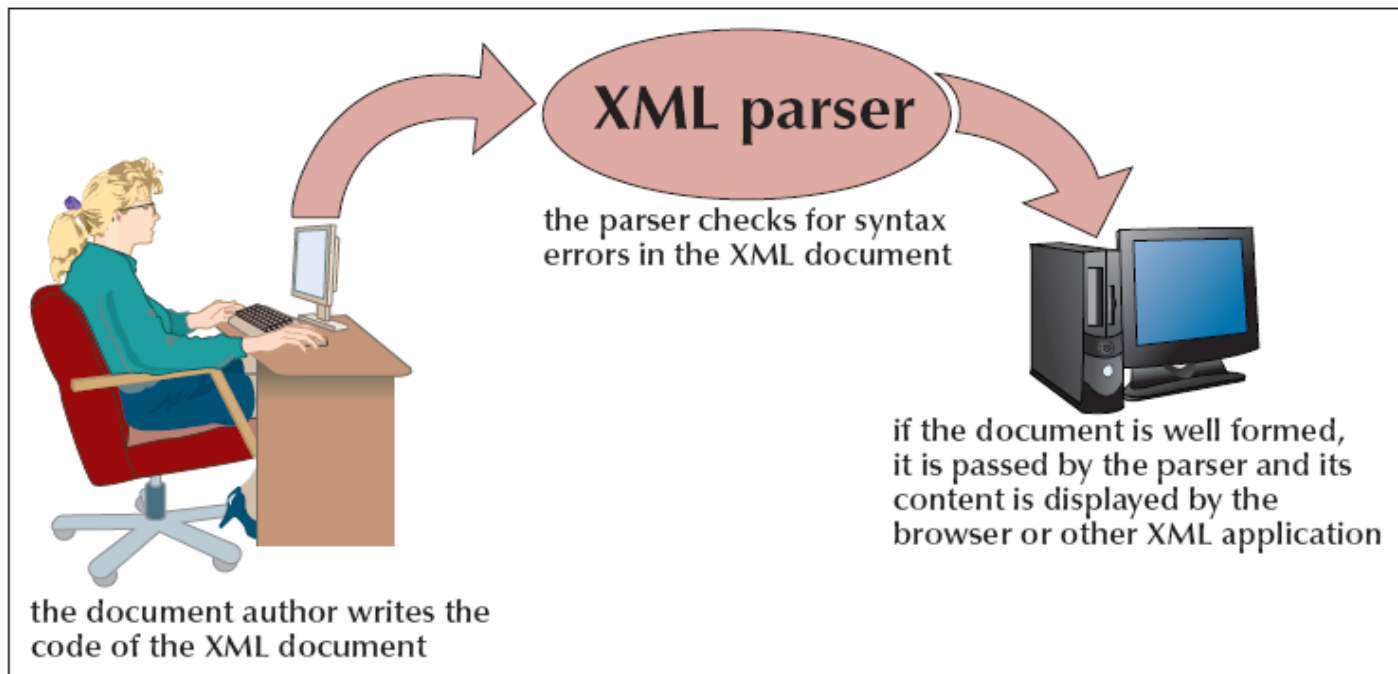 XML parser
the parser checks for syntax
errors in the XML document
if the document is well formed,
it is passed by the parser and its
content is displayed by the
browser or other XML application
the document author writes the
code of the XML document